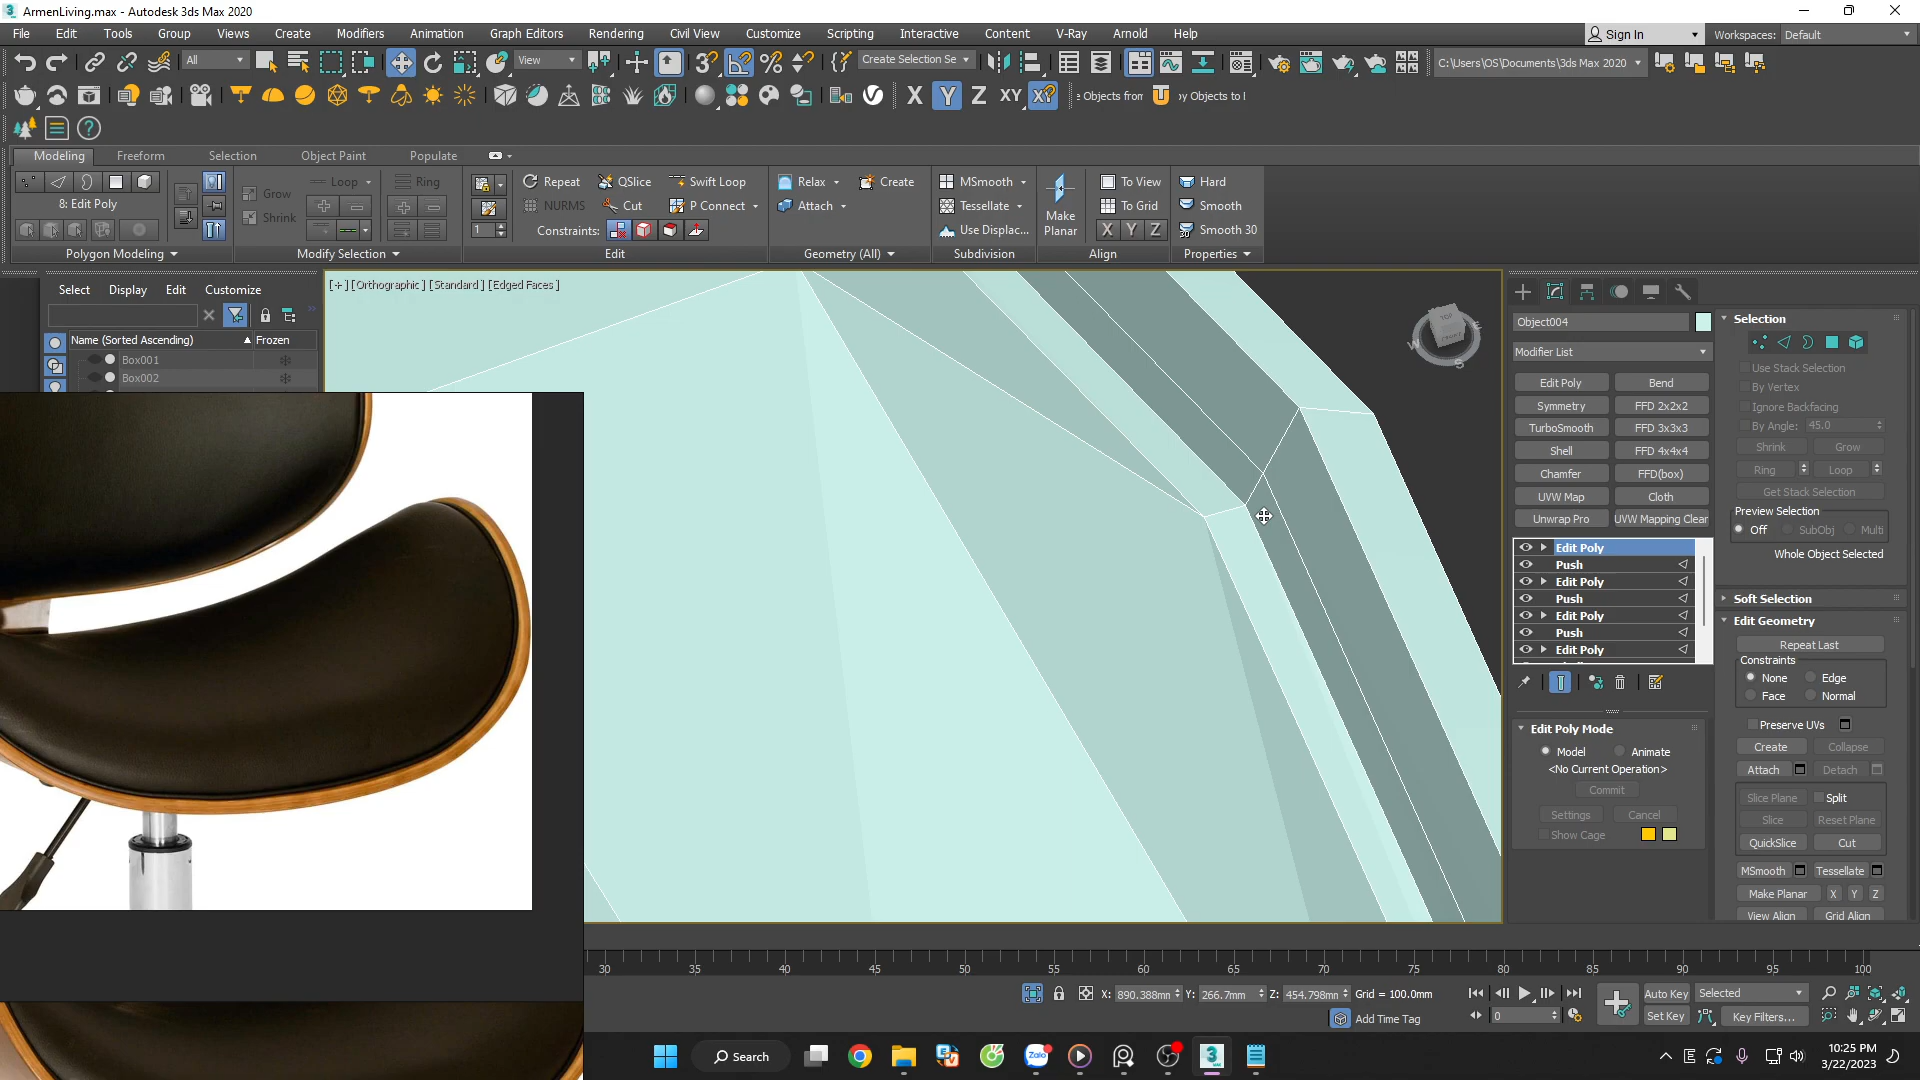 ArmenLiving.max - Autodesk 3ds Max 2020
File Edit Tools Group Views Create Modifiers Animation Graph Editors Rendering Civil View Customize Scripting Interactive Content V-Ray Arnold Help
Sign In Workspaces: Default
All View Create Selection Se C:\Users\OS\Documents\3ds Max 2020
X Y Z XY XY e Objects from by Objects to l
Modeling Freeform Selection Object Paint Populate
Grow Loop Ring Repeat QSlice Swift Loop Relax Create MSmooth To View Hard
8: Edit Poly Shrink NURMS Cut P Connect Attach Tessellate Make Planar To Grid Smooth
1 Constraints: Use Displac... X Y Z Smooth 30
Polygon Modeling Modify Selection Edit Geometry (All) Subdivision Align Properties
Select Display Edit Customize
Name (Sorted Ascending) Frozen
Box001
Box002
[+] [Orthographic] [Standard] [Edged Faces]
TOP FRONT W S E
Object004
Modifier List
Edit Poly Bend
Symmetry FFD 2x2x2
TurboSmooth FFD 3x3x3
Shell FFD 4x4x4
Chamfer FFD(box)
UVW Map Cloth
Unwrap Pro UVW Mapping Clear
Edit Poly
Push
Edit Poly
Push
Edit Poly
Push
Edit Poly
Edit Poly Mode
Model Animate
<No Current Operation>
Commit
Settings Cancel
Show Cage
Selection
Use Stack Selection
By Vertex
Ignore Backfacing
By Angle: 45.0
Shrink Grow
Ring Loop
Get Stack Selection
Preview Selection
Off SubObj Multi
Whole Object Selected
Soft Selection
Edit Geometry
Repeat Last
Constraints
None Edge
Face Normal
Preserve UVs
Create Collapse
Attach Detach
Slice Plane Split
Slice Reset Plane
QuickSlice Cut
MSmooth Tessellate
Make Planar X Y Z
View Align Grid Align
30 35 40 45 50 55 60 65 70 75 80 85 90 95 100
X: 890.388mm Y: 266.7mm Z: 454.798mm Grid = 100.0mm
Add Time Tag
0
Auto Key Selected
Set Key Key Filters...
Search
Zalo
3
10:25 PM
3/22/2023